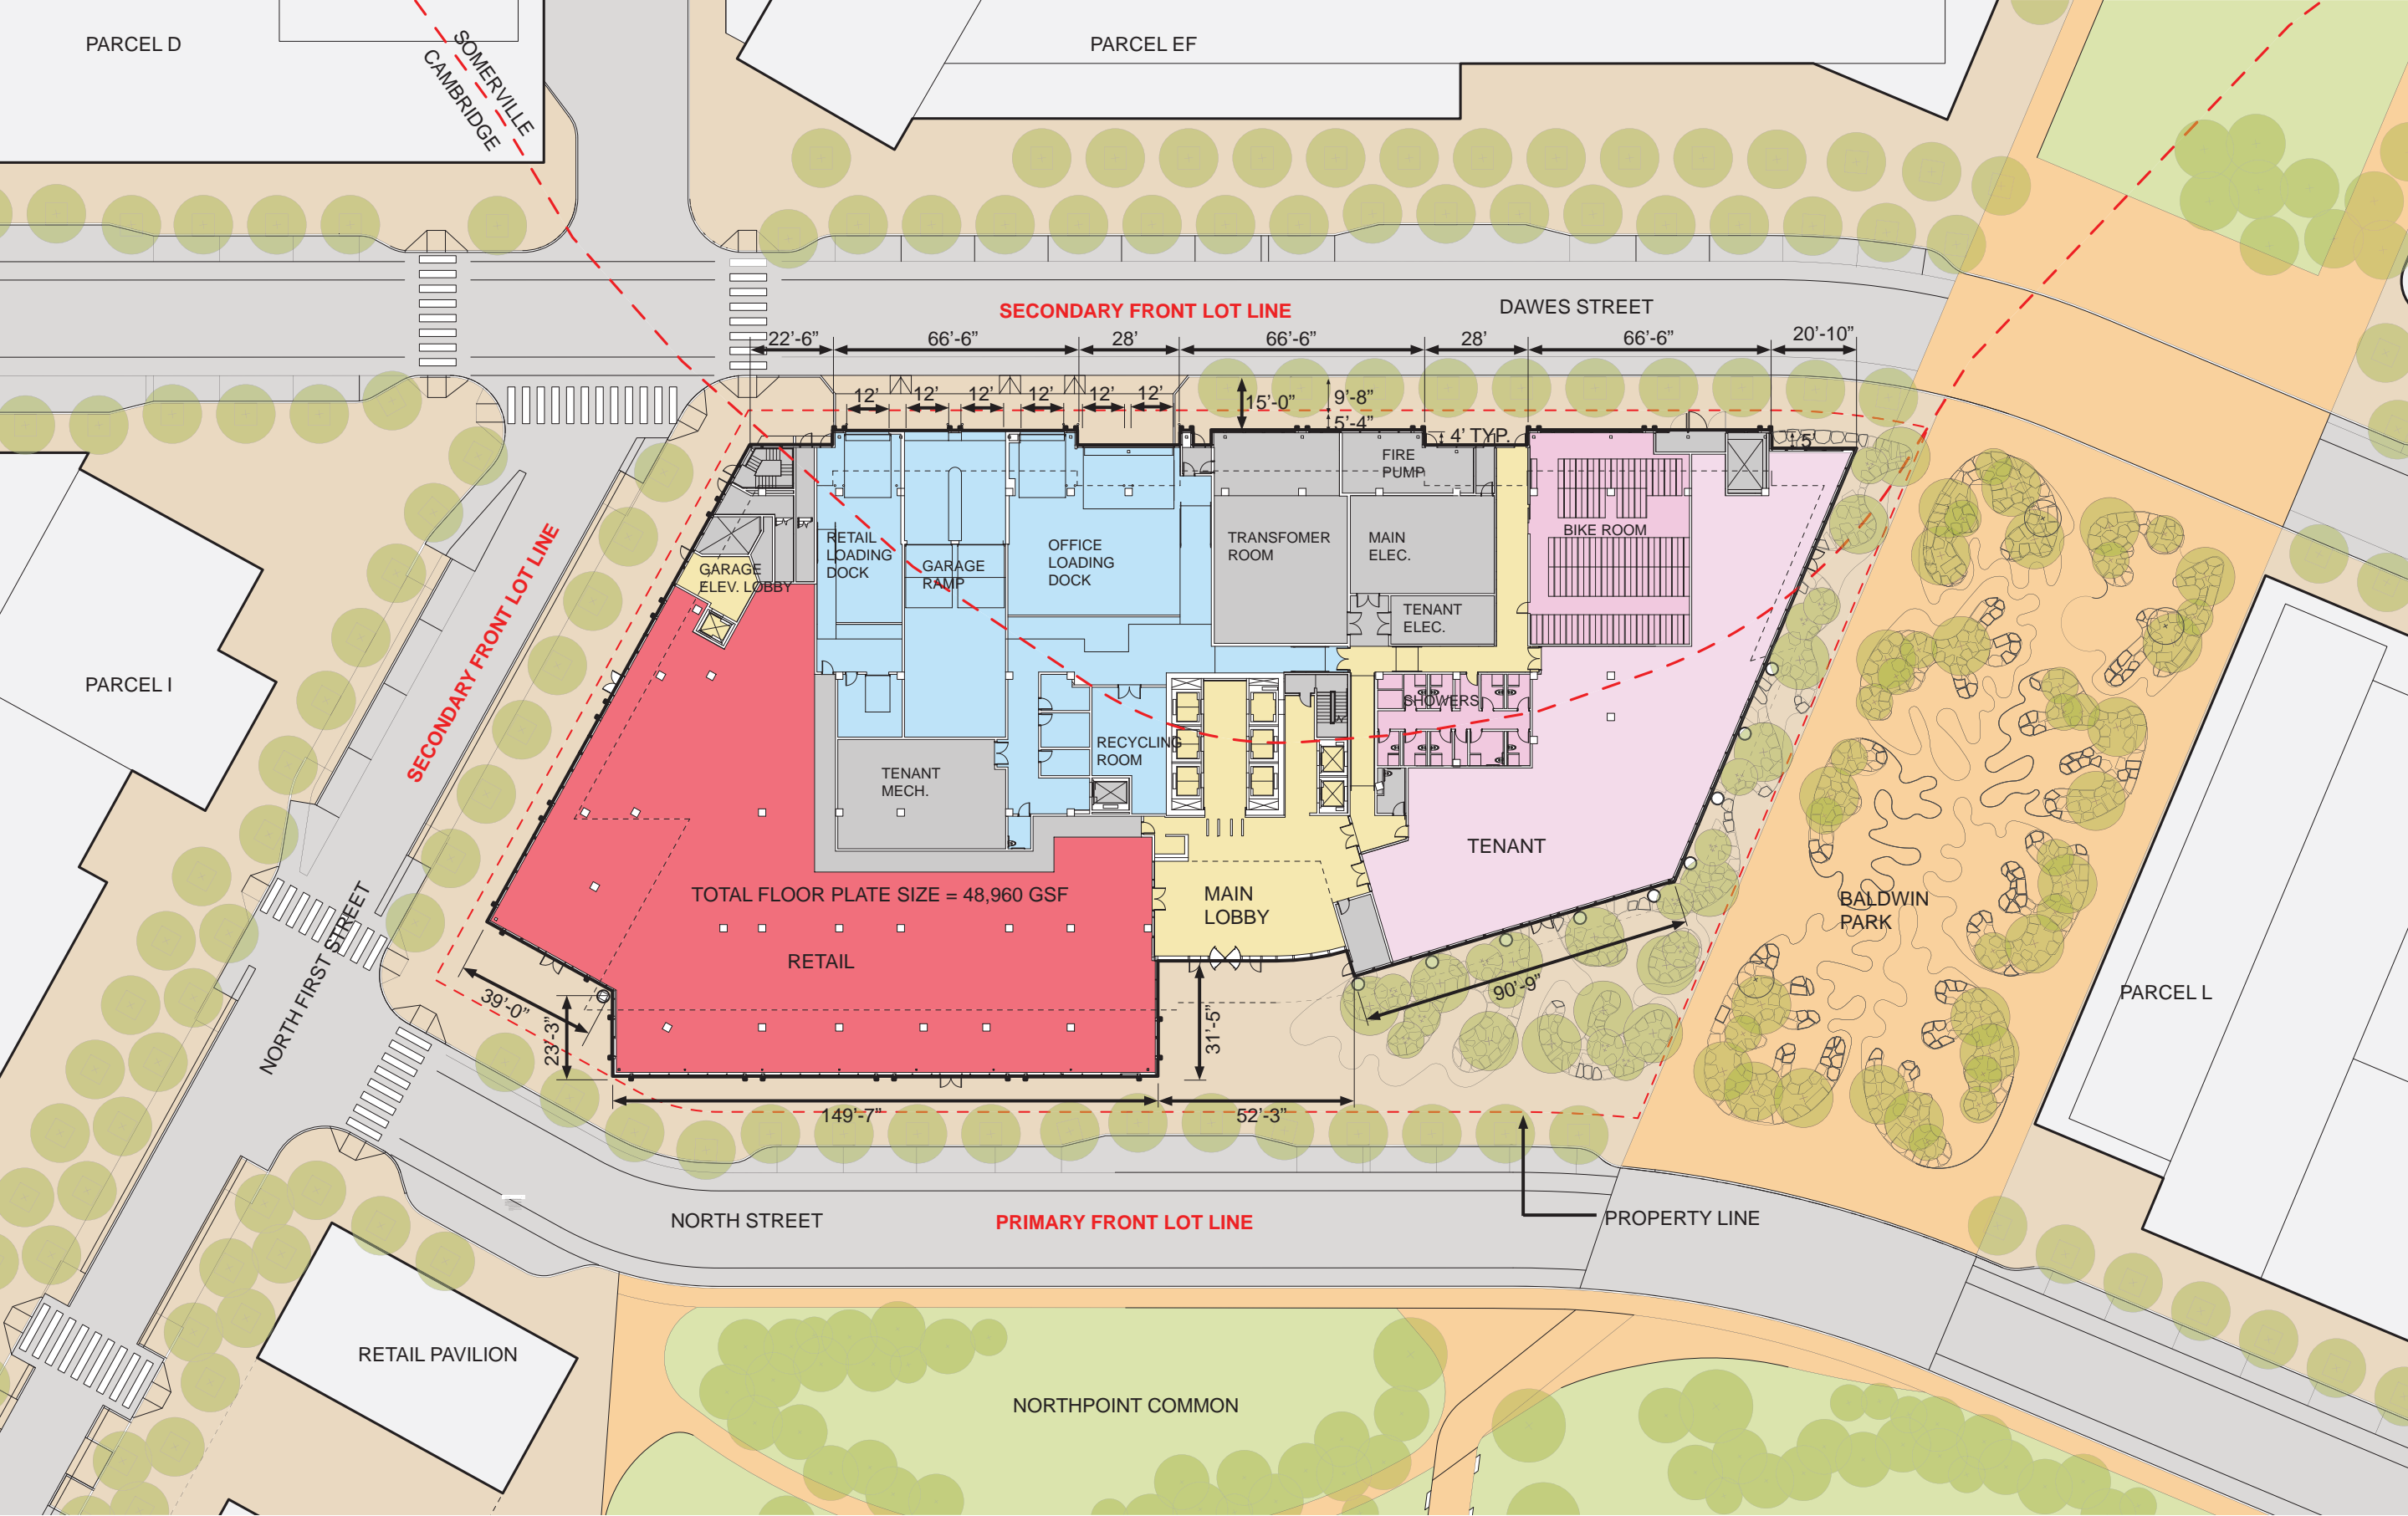 PARCEL D
SOMERVILLE
CAMBRIDGE
PARCEL EF
SECONDARY FRONT LOT LINE
DAWES STREET
22'-6"
66'-6"
28'
66'-6"
28'
66'-6"
20'-10"
12'
12'
12'
12'
12'
12'
15'-0"
9'-8"
5'-4"
4' TYP.
5'
FIRE
PUMP
RETAIL
LOADING
DOCK
GARAGE
RAMP
OFFICE
LOADING
DOCK
TRANSFOMER
ROOM
MAIN
ELEC.
BIKE ROOM
GARAGE
ELEV. LOBBY
TENANT
ELEC.
SECONDARY FRONT LOT LINE
PARCEL I
SHOWERS
RECYCLING
ROOM
TENANT
MECH.
TENANT
TOTAL FLOOR PLATE SIZE = 48,960 GSF
MAIN
LOBBY
BALDWIN
PARK
RETAIL
PARCEL L
NORTH FIRST STREET
39'-0"
23'-3"
31'-5"
90'-9"
149'-7"
52'-3"
NORTH STREET
PRIMARY FRONT LOT LINE
PROPERTY LINE
RETAIL PAVILION
NORTHPOINT COMMON